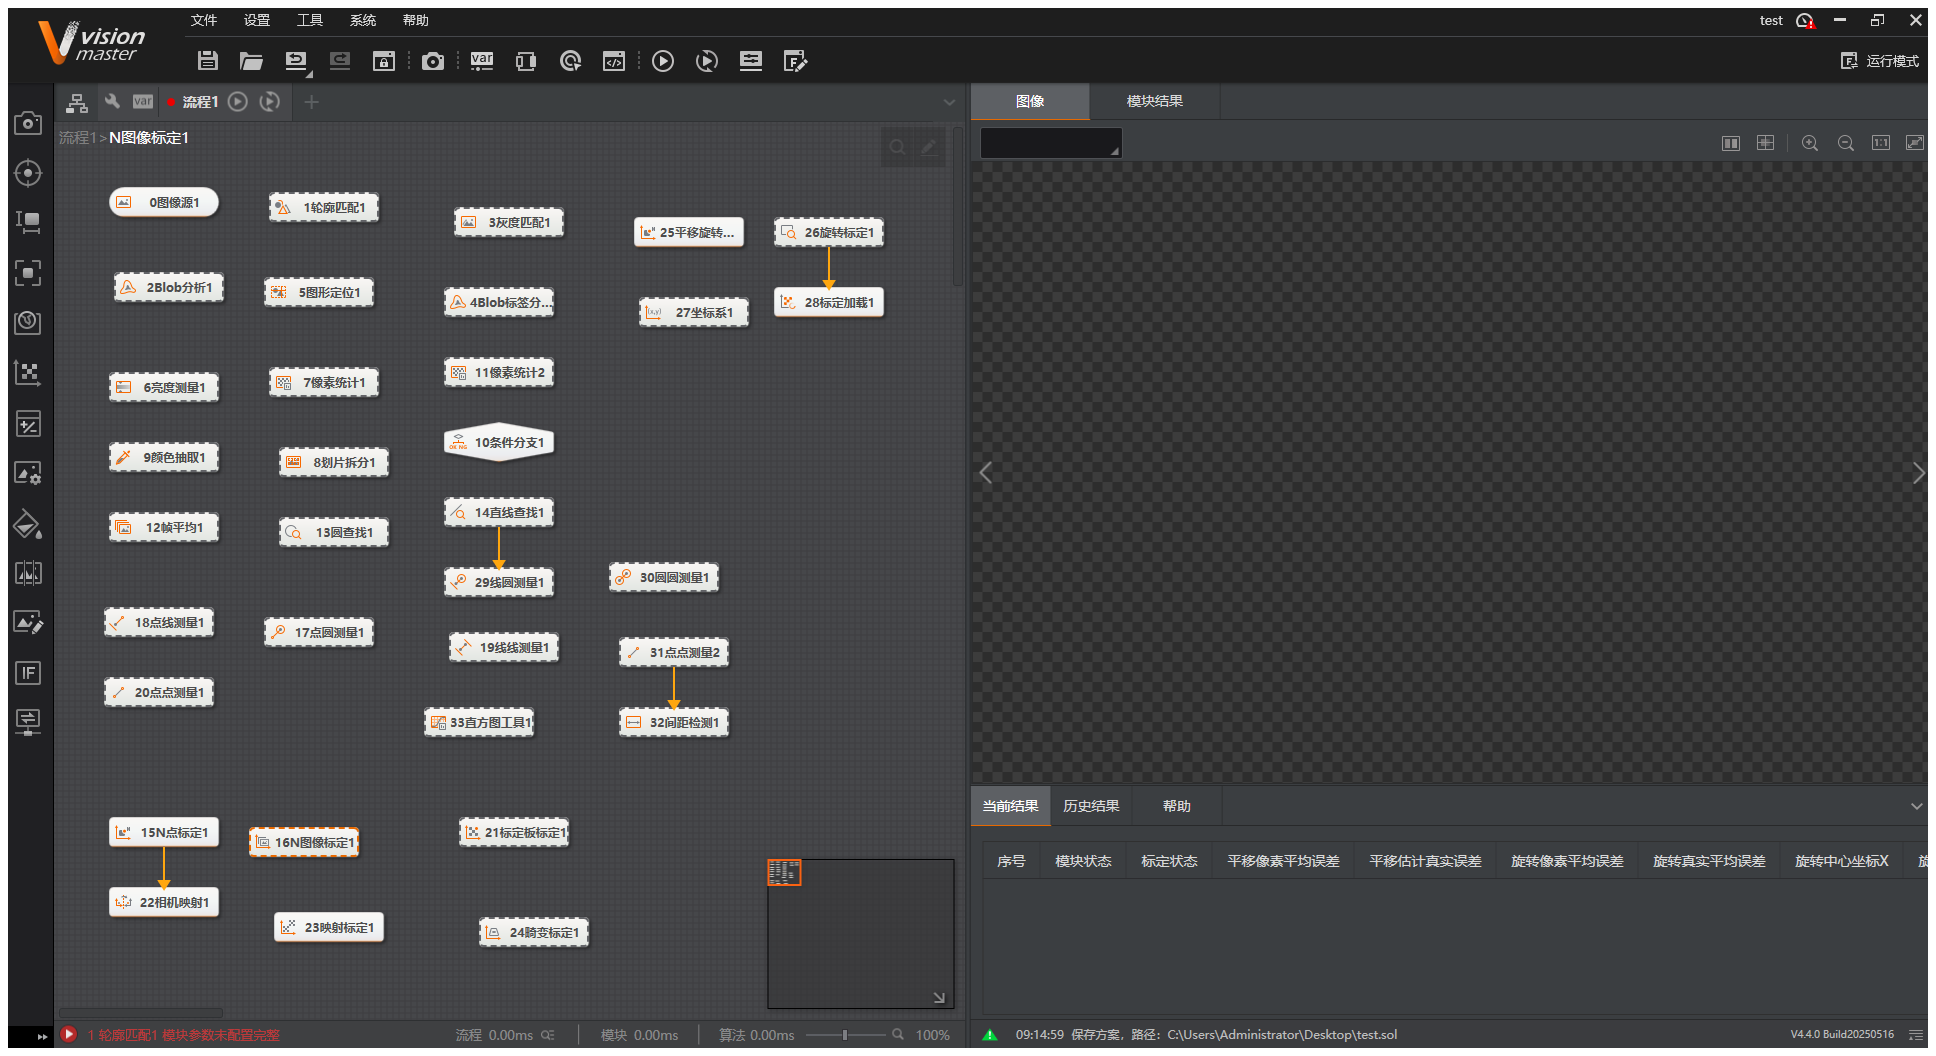 文件 设置 工具 系统 帮助
test
vision
master
var
</>
运行模式
var 流程1
图像 模块结果
流程1>N图像标定1
1:1
0图像源1
1轮廓匹配1
3灰度匹配1
25平移旋转...
26旋转标定1
2Blob分析1
5图形定位1
4Blob标签分...
27坐标系1
28标定加载1
6亮度测量1
7像素统计1
11像素统计2
10条件分支1
9颜色抽取1
8划片拆分1
14直线查找1
12帧平均1
13圆查找1
29线圆测量1
30圆圆测量1
18点线测量1
17点圆测量1
19线线测量1
31点点测量2
20点点测量1
33直方图工具1
32间距检测1
IF
当前结果 历史结果 帮助
15N点标定1
16N图像标定1
21标定板标定1
序号 模块状态 标定状态 平移像素平均误差 平移估计真实误差 旋转像素平均误差 旋转真实平均误差 旋转中心坐标X 旋
22相机映射1
23映射标定1
24畸变标定1
1 轮廓匹配1 模块参数未配置完整
流程 0.00ms 模块 0.00ms 算法 0.00ms 100%
09:14:59 保存方案，路径：C:\Users\Administrator\Desktop\test.sol
V4.4.0 Build20250516